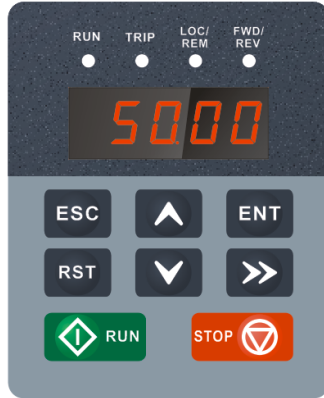 RUN TRIP LOC/ FWD/
REM REV
50.00
ESC ENT
RST
RUN STOP